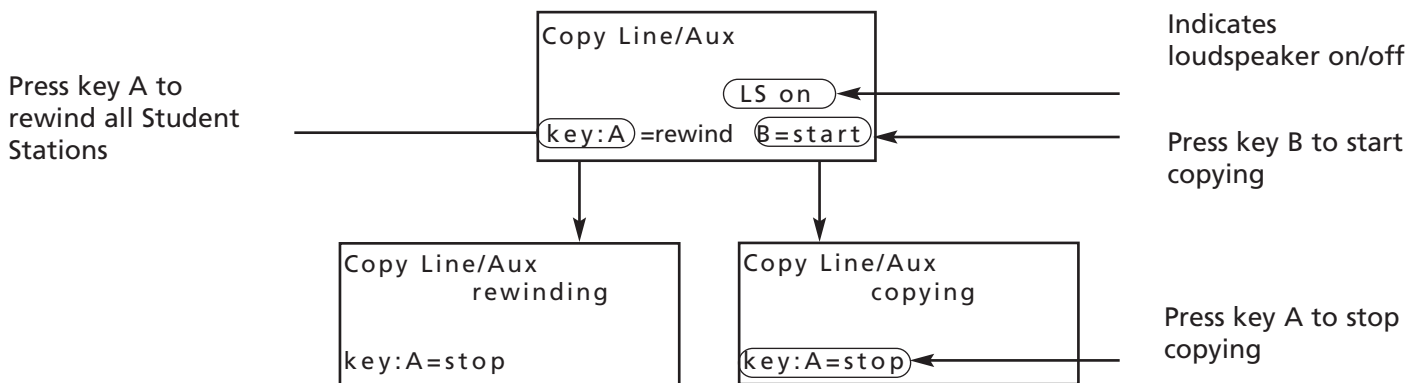 Copy Line/Aux
LS on
key:A =rewind B=start
Indicates
loudspeaker on/off
Press key A to
rewind all Student
Stations
Press key B to start
copying
Copy Line/Aux
rewinding
key:A=stop
Copy Line/Aux
copying
key:A=stop
Press key A to stop
copying